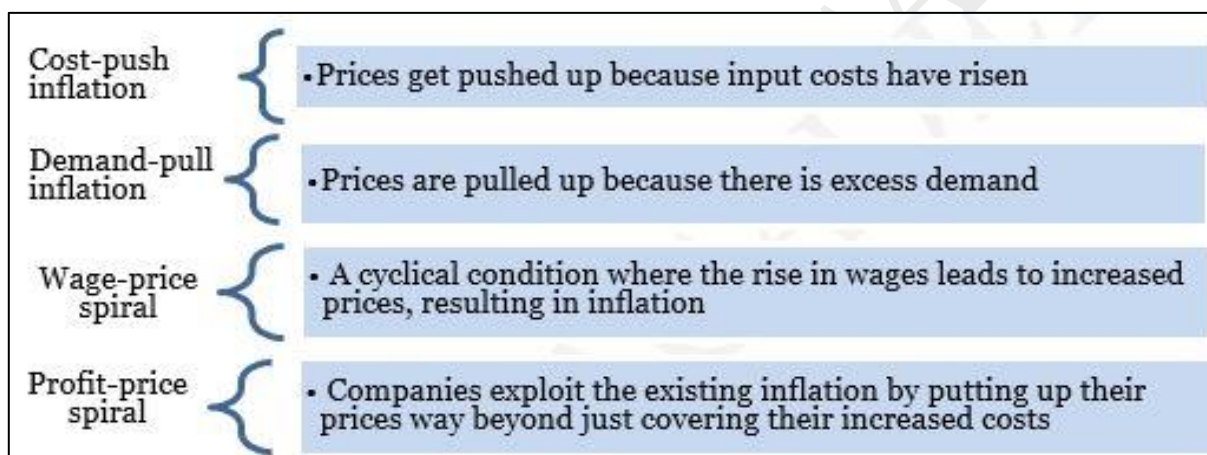 Cost-push
inflation
• Prices get pushed up because input costs have risen
Demand-pull
inflation
• Prices are pulled up because there is excess demand
Wage-price
spiral
• A cyclical condition where the rise in wages leads to increased
prices, resulting in inflation
Profit-price
spiral
• Companies exploit the existing inflation by putting up their
prices way beyond just covering their increased costs